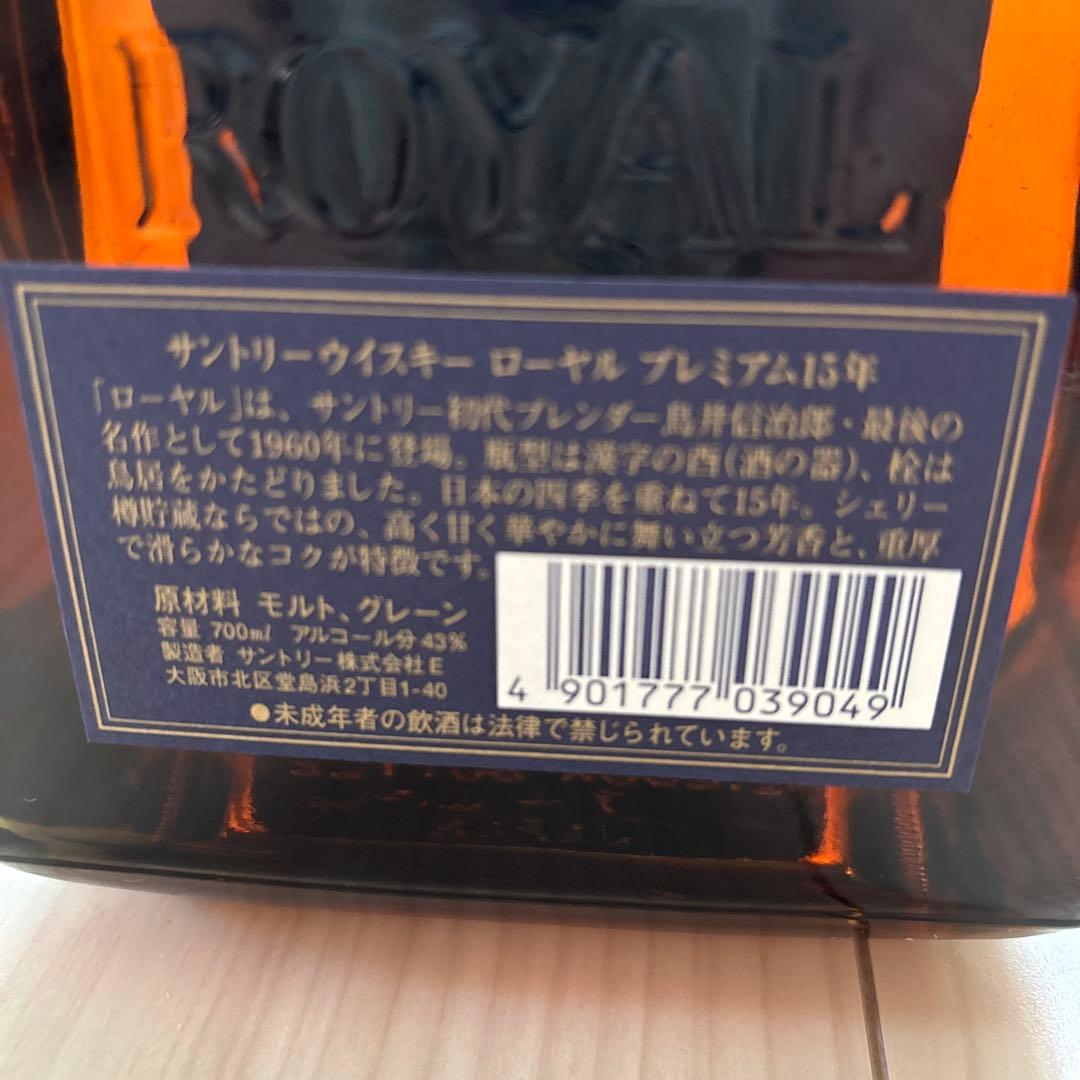 ROYAL
サントリーウイスキー ローヤル プレミアム15年
「ローヤル」は、サントリー初代ブレンダー鳥井信治郎・最後の
名作として1960年に登場。瓶型は漢字の酉(酒の器)、栓は
鳥居をかたどりました。日本の四季を重ねて15年。シェリー
樽貯蔵ならではの、高く甘く華やかに舞い立つ芳香と、重厚
で滑らかなコクが特徴です。
原材料 モルト、グレーン
容量 700ml アルコール分43%
製造者 サントリー株式会社E
大阪市北区堂島浜2丁目1-40
4 901777 039049
●未成年者の飲酒は法律で禁じられています。